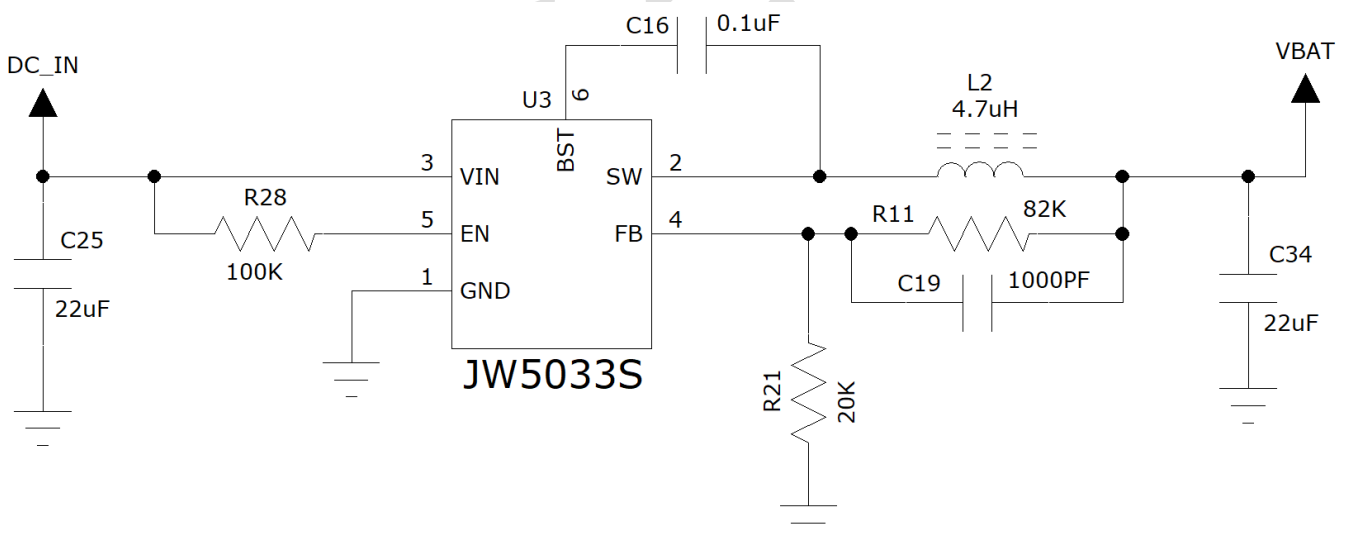 C16
0.1uF
DC_IN
VBAT
L2
4.7uH
U3
6
BST
3
VIN
SW
2
R28
100K
5
EN
FB
4
R11
82K
C25
22uF
1
GND
C19
1000PF
C34
22uF
JW5033S
R21
20K